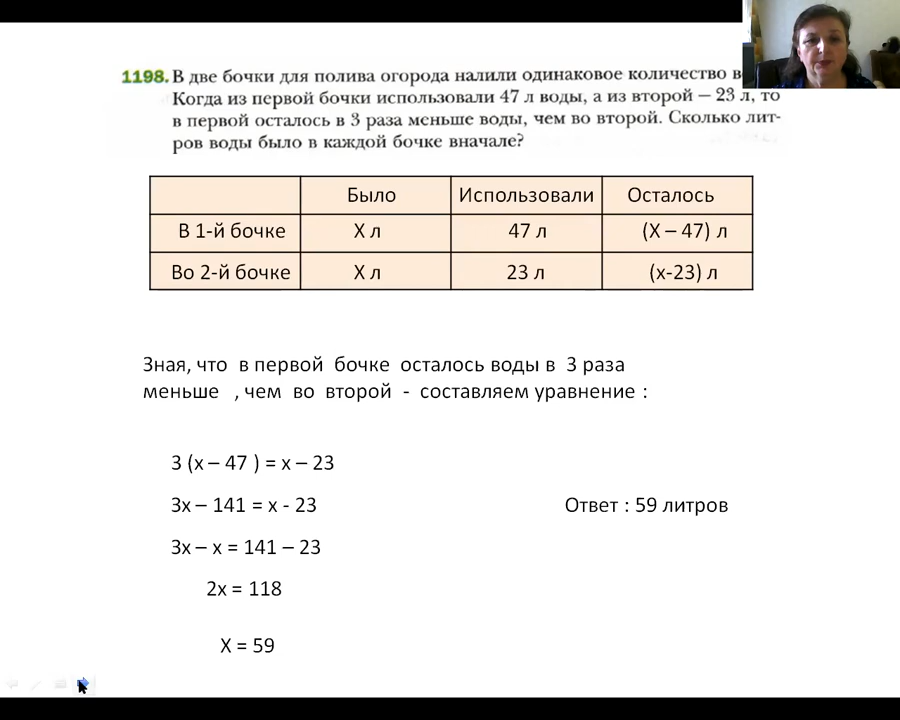 1198. В две бочки для полива огорода налили одинаковое количество
Когда из первой бочки использовали 47 л воды, а из второй — 23 л, то
в первой осталось в 3 раза меньше воды, чем во второй. Сколько лит-
ров воды было в каждой бочке вначале?
Было Использовали Осталось
В 1-й бочке Х л 47 л (Х – 47) л
Во 2-й бочке Х л 23 л (х-23) л
Зная, что в первой бочке осталось воды в 3 раза
меньше , чем во второй - составляем уравнение :
3 (х – 47 ) = х – 23
3х – 141 = х - 23
Ответ : 59 литров
3х – х = 141 – 23
2х = 118
Х = 59